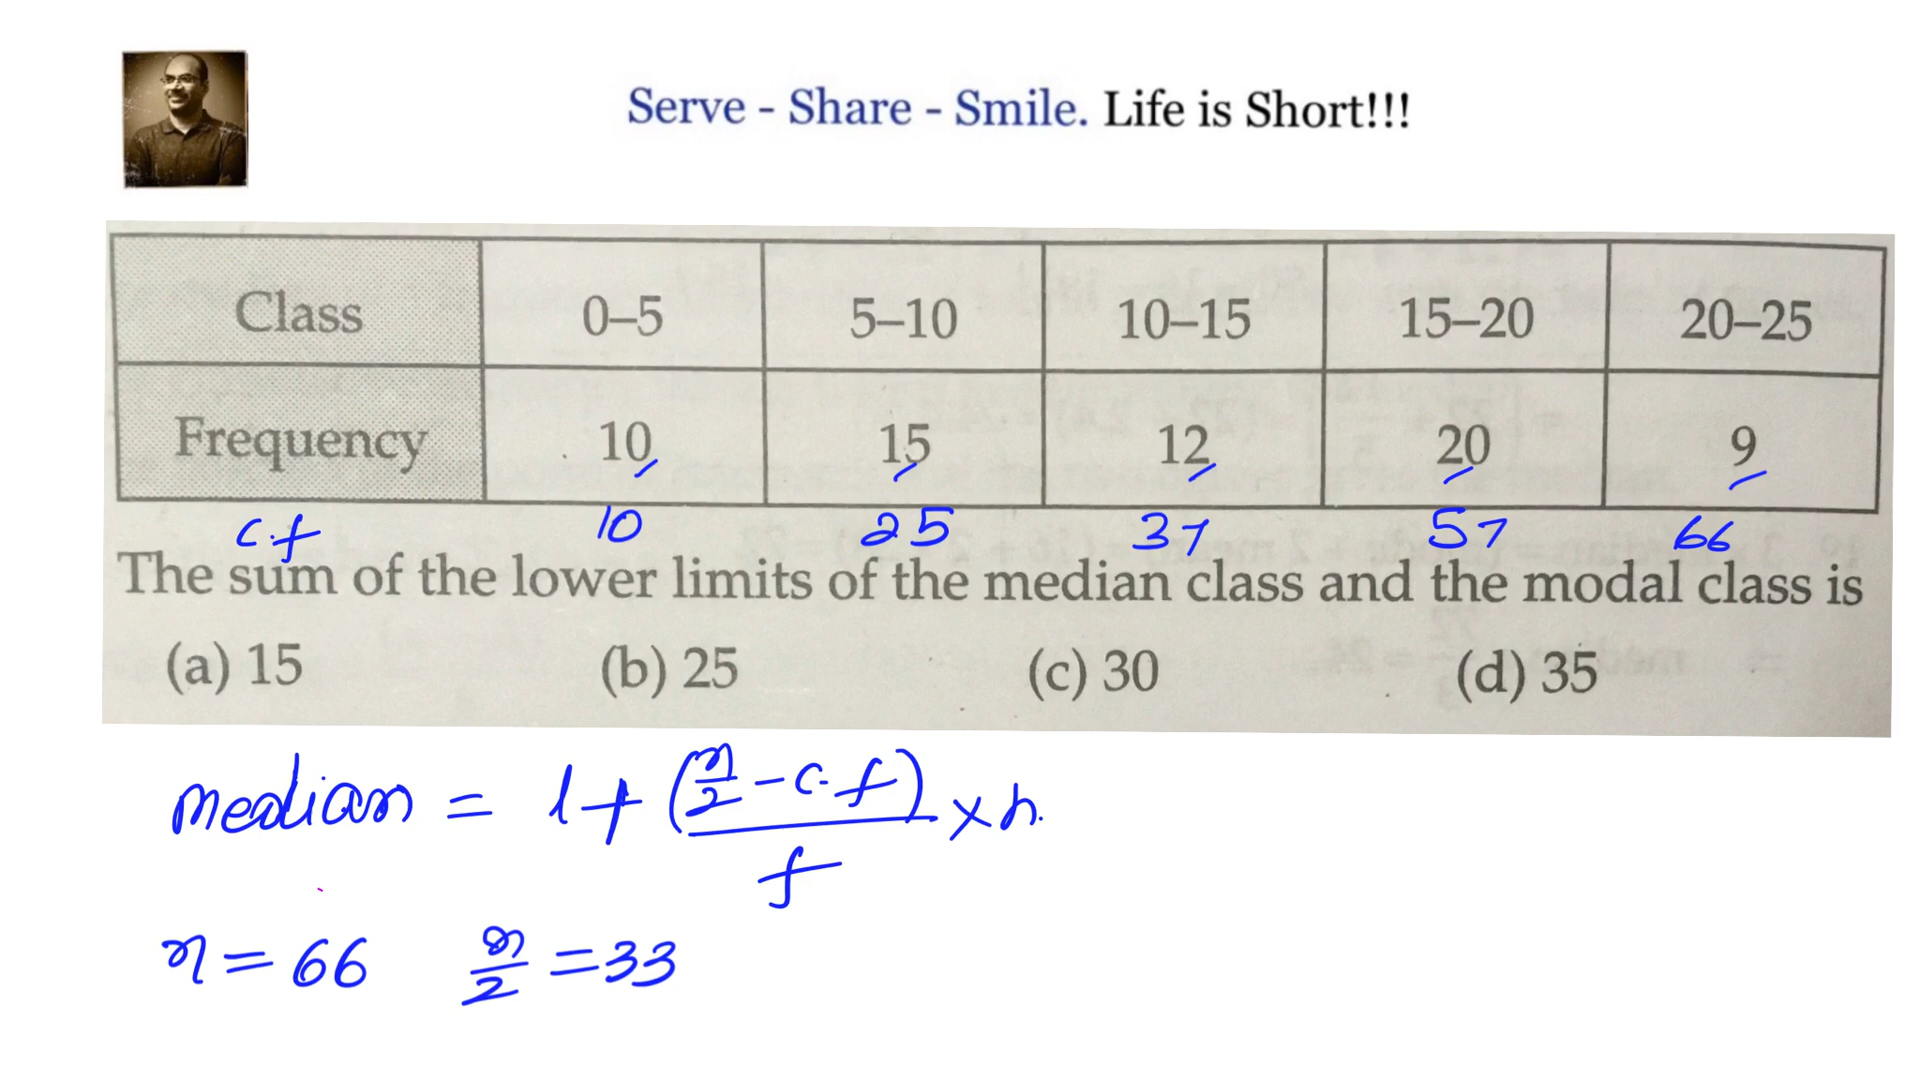 Serve - Share - Smile. Life is Short!!!
Class 0–5 5–10 10–15 15–20 20–25
Frequency 10 15 12 20 9
c.f 10 25 37 57 66
The sum of the lower limits of the median class and the modal class is
(a) 15 (b) 25 (c) 30 (d) 35
median = l + (n/2 - c.f)/f × h.
n = 66 n/2 = 33